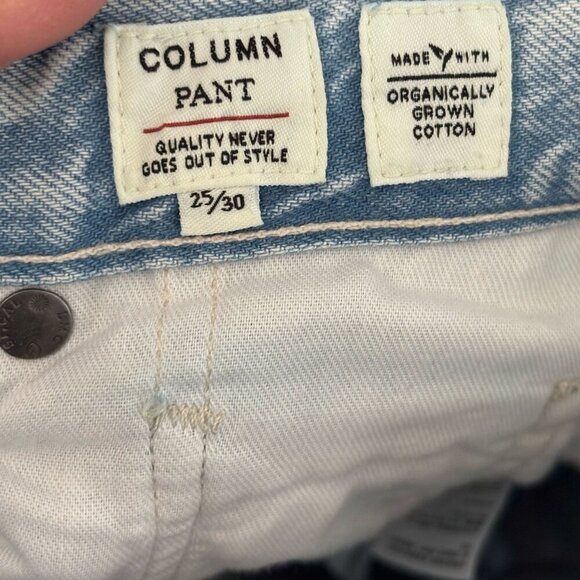 COLUMN
PANT
QUALITY NEVER
GOES OUT OF STYLE
25/30
MADE WITH
ORGANICALLY
GROWN
COTTON